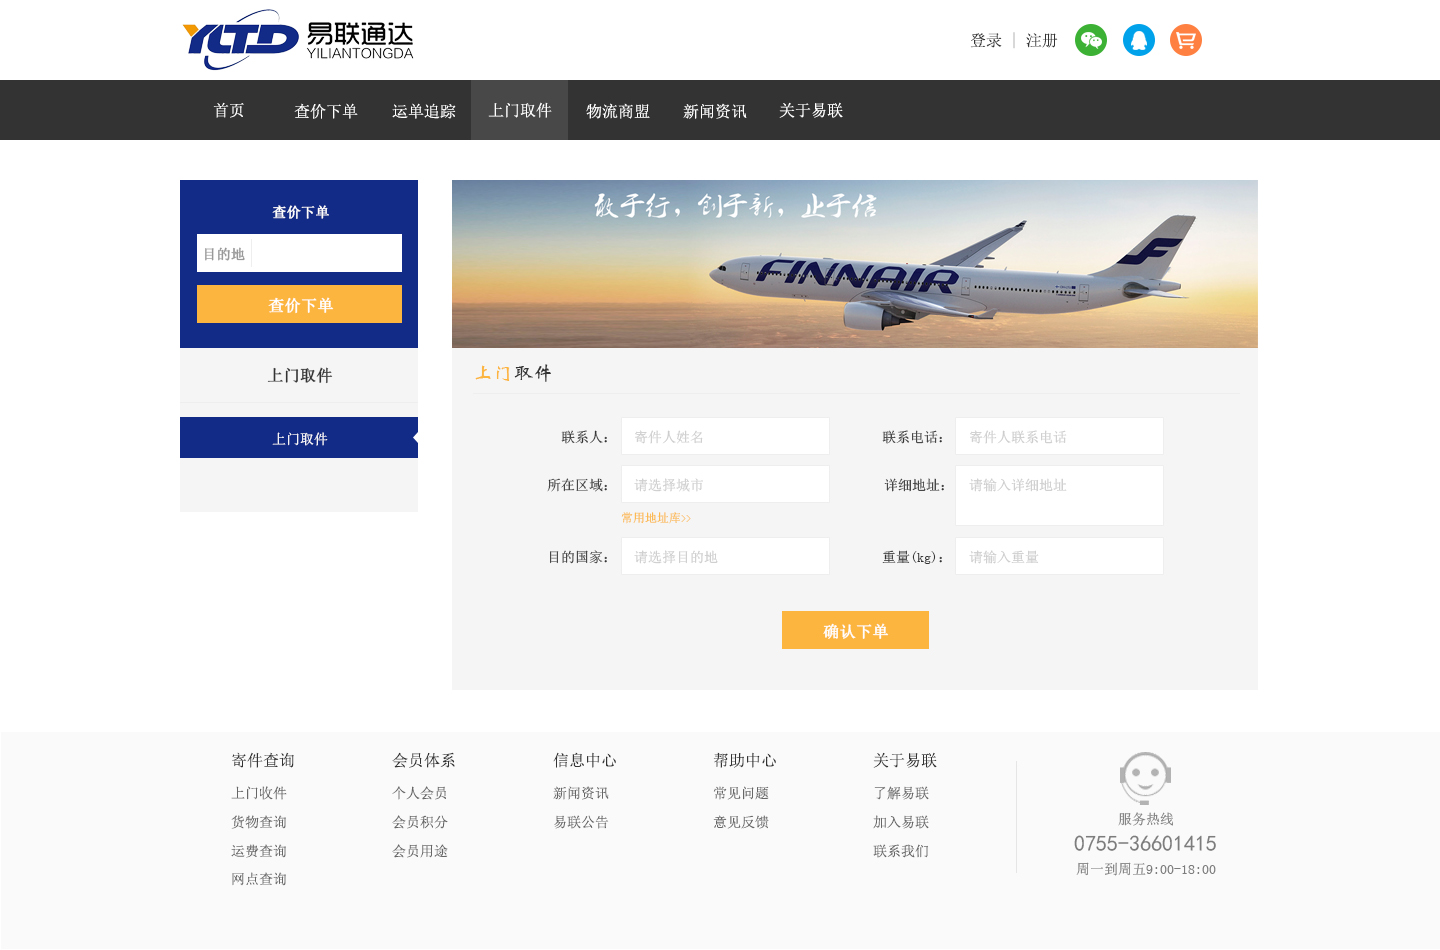 YLTD 易联通达
YILIANTONGDA
登录 | 注册
首页 查价下单 运单追踪 上门取件 物流商盟 新闻资讯 关于易联
查价下单
目的地
查价下单
上门取件
上门取件
敢于行，创于新，止于信
FINNAIR
上门取件
联系人： 寄件人姓名 联系电话： 寄件人联系电话
所在区域： 请选择城市 详细地址： 请输入详细地址
常用地址库>>
目的国家： 请选择目的地 重量(kg)： 请输入重量
确认下单
寄件查询 会员体系 信息中心 帮助中心 关于易联
上门收件 个人会员 新闻资讯 常见问题 了解易联
货物查询 会员积分 易联公告 意见反馈 加入易联
运费查询 会员用途 联系我们
网点查询
服务热线
0755-36601415
周一到周五9:00-18:00